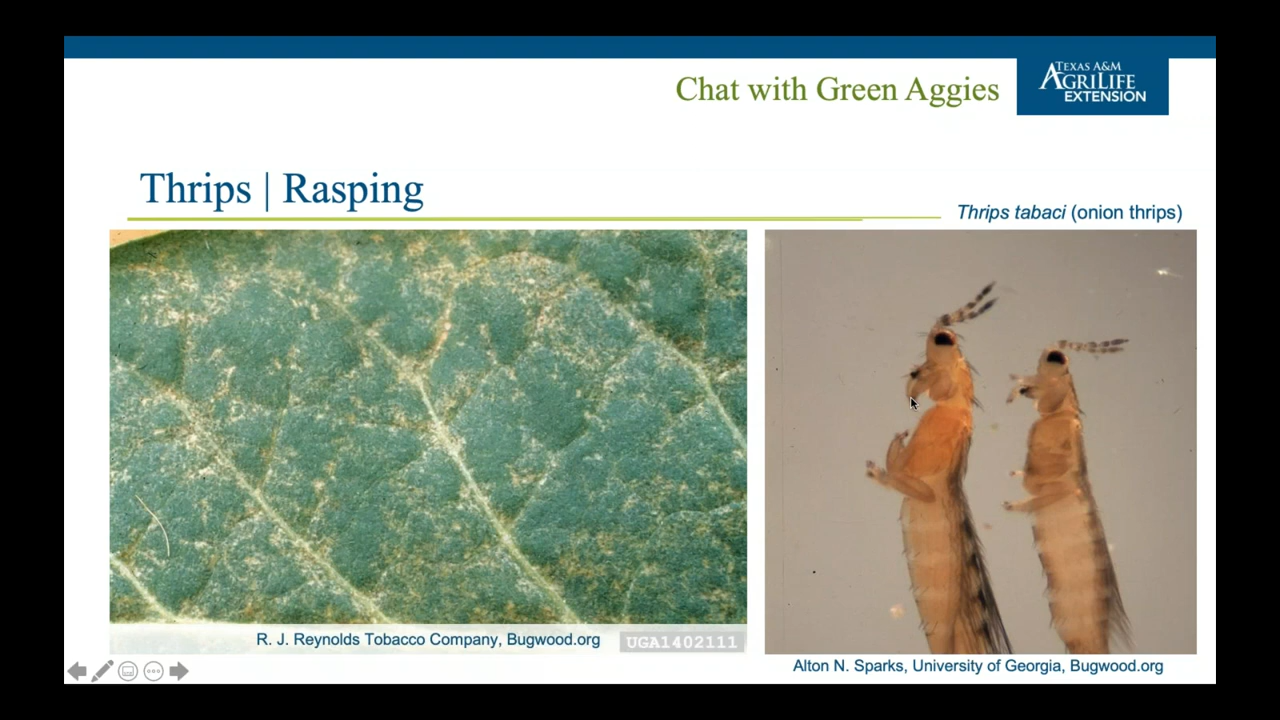 Chat with Green Aggies
TEXAS A&M
AGRILIFE
EXTENSION
Thrips | Rasping
Thrips tabaci (onion thrips)
R. J. Reynolds Tobacco Company, Bugwood.org
UGA1402111
Alton N. Sparks, University of Georgia, Bugwood.org